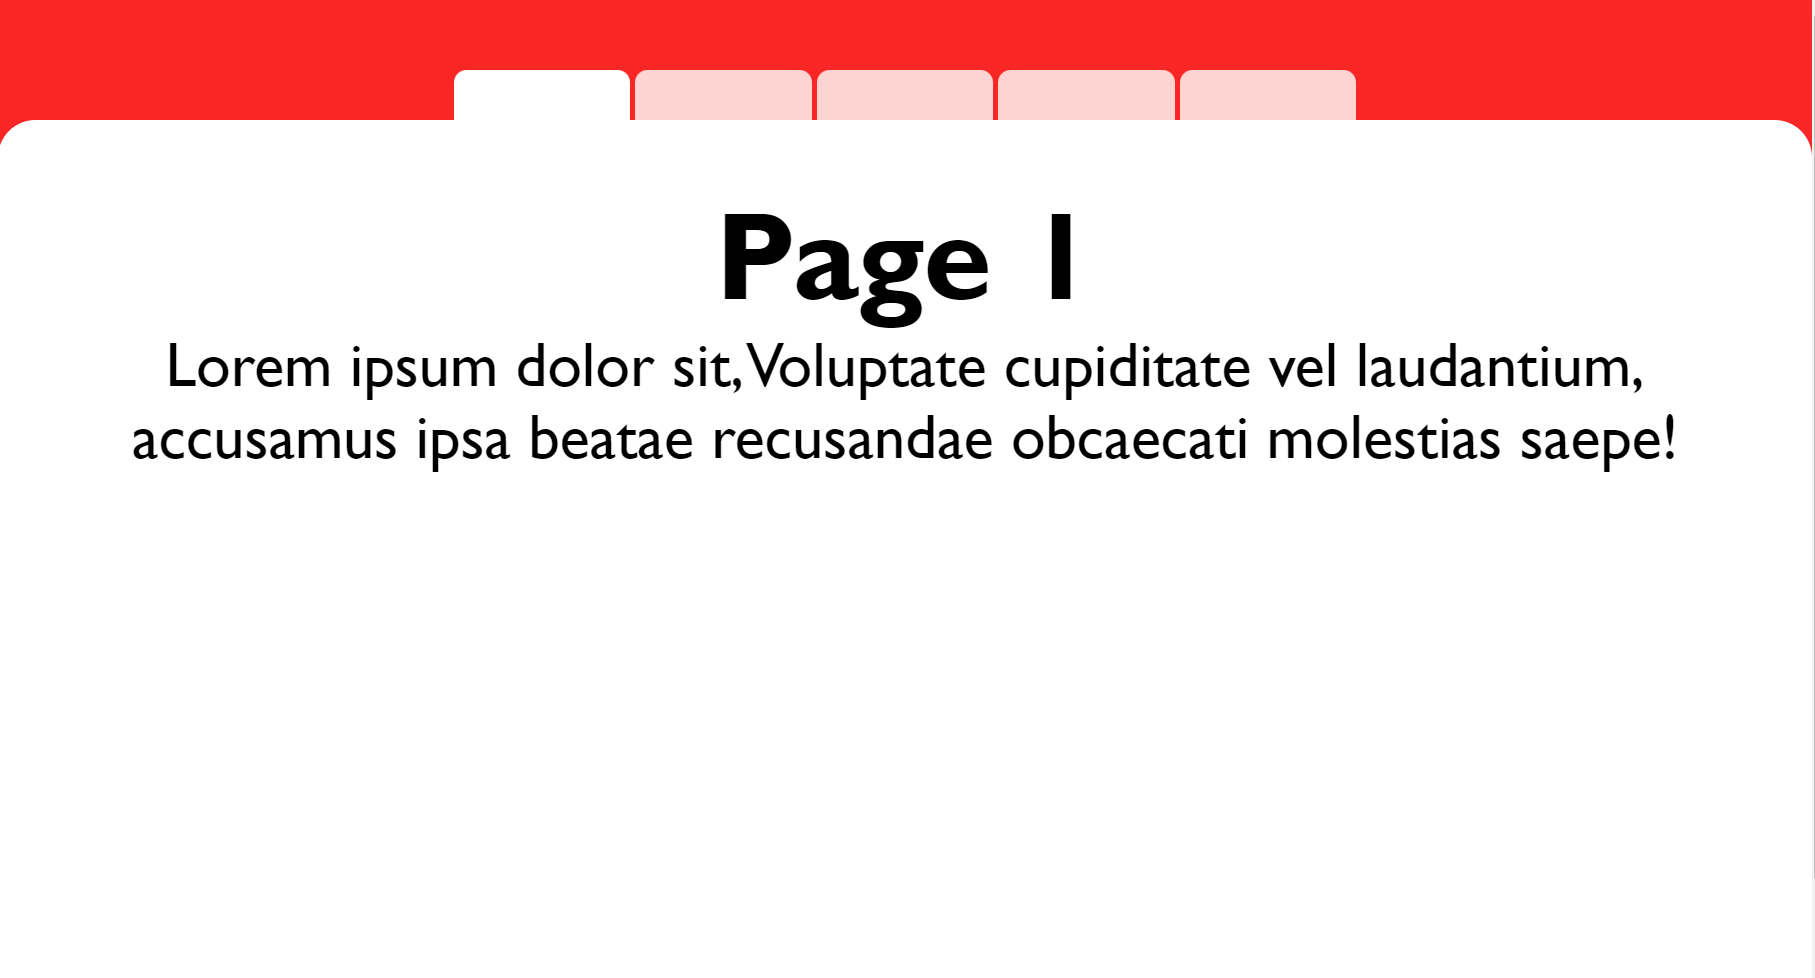 Page 1
Lorem ipsum dolor sit, Voluptate cupiditate vel laudantium,
accusamus ipsa beatae recusandae obcaecati molestias saepe!